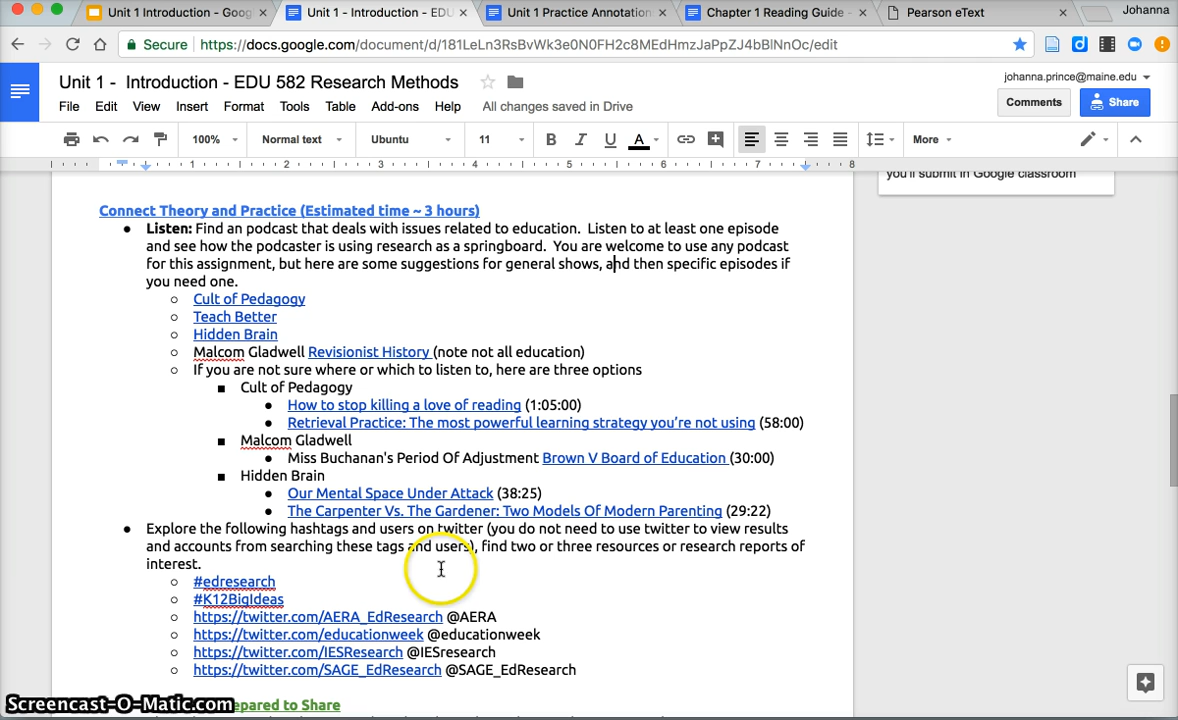 Unit 1 Introduction - Goog
Unit 1 - Introduction - EDU
Unit 1 Practice Annotation
Chapter 1 Reading Guide -
Pearson eText
Johanna
Secure
https://docs.google.com/document/d/181LeLn3RsBvWk3e0N0FH2c8MEdHmzJaPpZJ4bBlNnOc/edit
Unit 1 - Introduction - EDU 582 Research Methods
johanna.prince@maine.edu
File Edit View Insert Format Tools Table Add-ons Help All changes saved in Drive
Comments
Share
100% Normal text Ubuntu 11 B I U A More
1 2 3 4 5 6 7 8
you'll submit in Google classroom
Connect Theory and Practice (Estimated time ~ 3 hours)
Listen: Find an podcast that deals with issues related to education. Listen to at least one episode
and see how the podcaster is using research as a springboard. You are welcome to use any podcast
for this assignment, but here are some suggestions for general shows, and then specific episodes if
you need one.
Cult of Pedagogy
Teach Better
Hidden Brain
Malcom Gladwell Revisionist History (note not all education)
If you are not sure where or which to listen to, here are three options
Cult of Pedagogy
How to stop killing a love of reading (1:05:00)
Retrieval Practice: The most powerful learning strategy you're not using (58:00)
Malcom Gladwell
Miss Buchanan's Period Of Adjustment Brown V Board of Education (30:00)
Hidden Brain
Our Mental Space Under Attack (38:25)
The Carpenter Vs. The Gardener: Two Models Of Modern Parenting (29:22)
Explore the following hashtags and users on twitter (you do not need to use twitter to view results
and accounts from searching these tags and users), find two or three resources or research reports of
interest.
#edresearch
#K12BigIdeas
https://twitter.com/AERA_EdResearch @AERA
https://twitter.com/educationweek @educationweek
https://twitter.com/IESResearch @IESresearch
https://twitter.com/SAGE_EdResearch @SAGE_EdResearch
Screencast-O-Matic.com
epared to Share